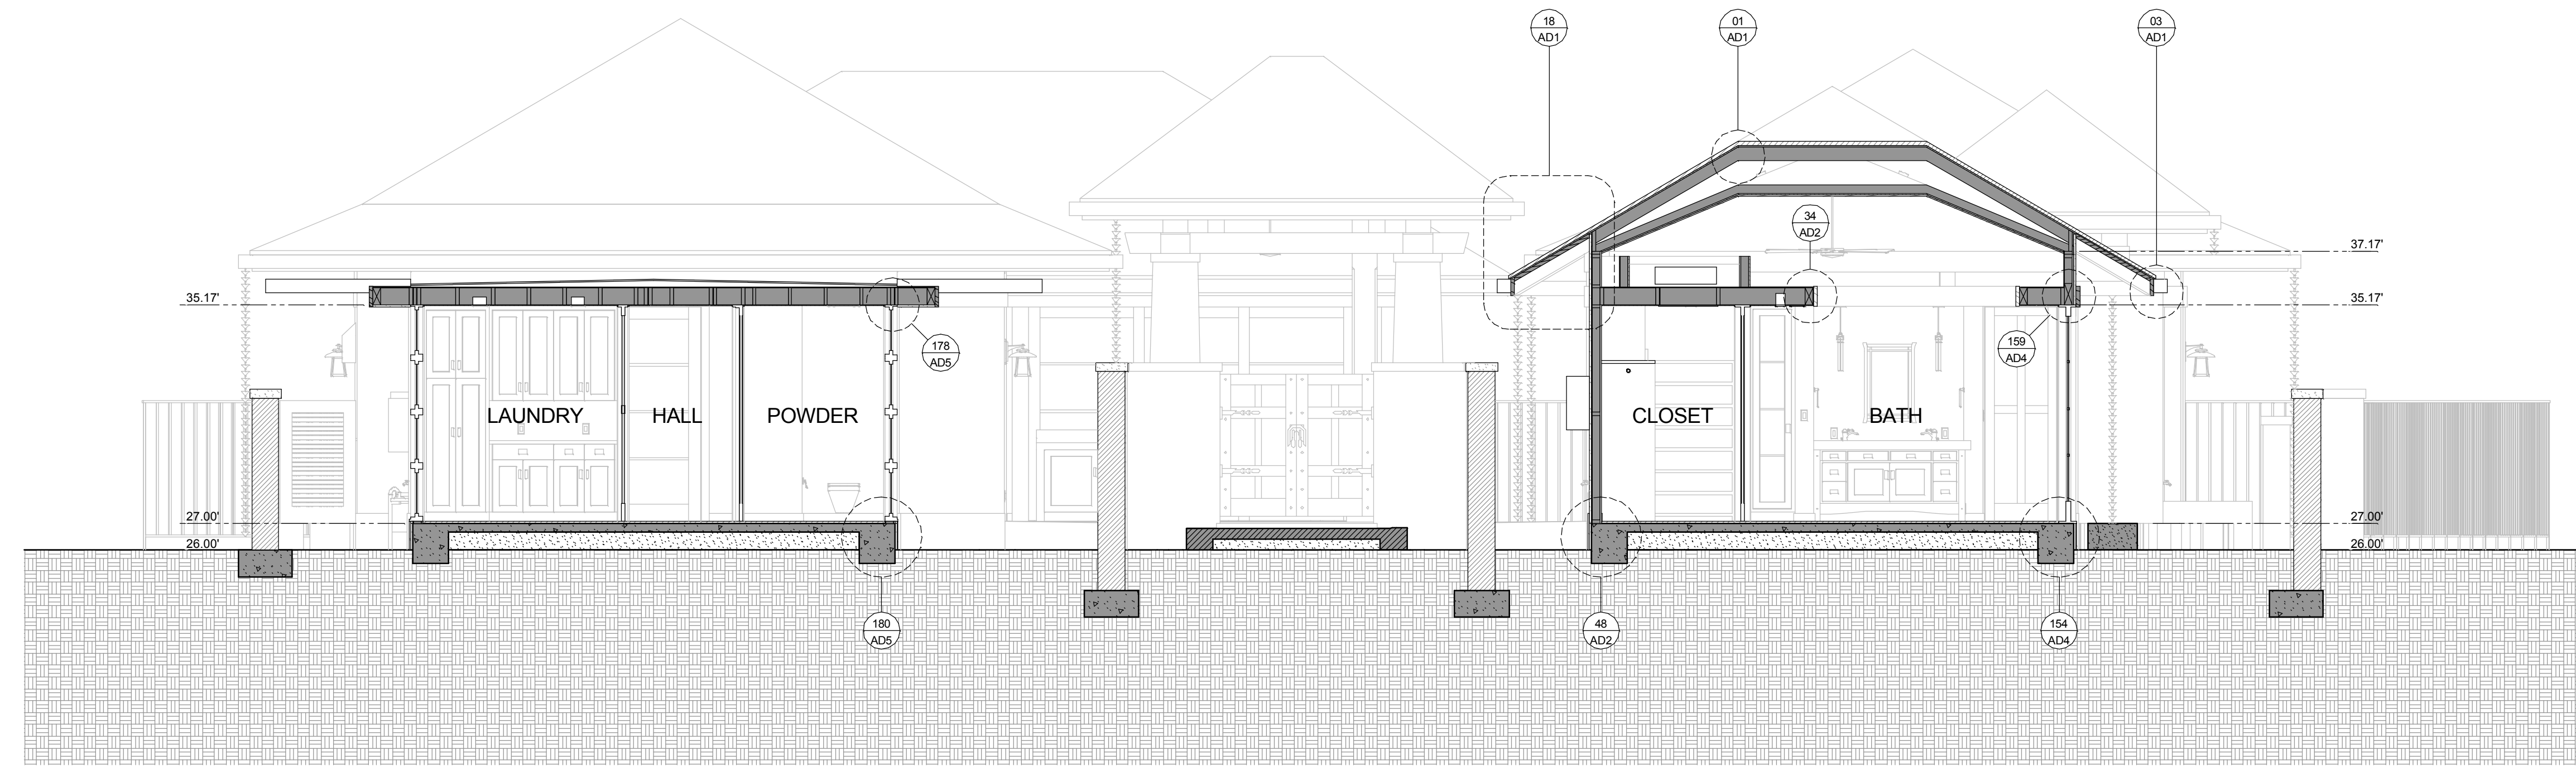 18
AD1
01
AD1
03
AD1
34
AD2
37.17'
35.17'
35.17'
178
AD5
159
AD4
LAUNDRY
HALL
POWDER
CLOSET
BATH
27.00'
27.00'
26.00'
26.00'
180
AD5
48
AD2
154
AD4